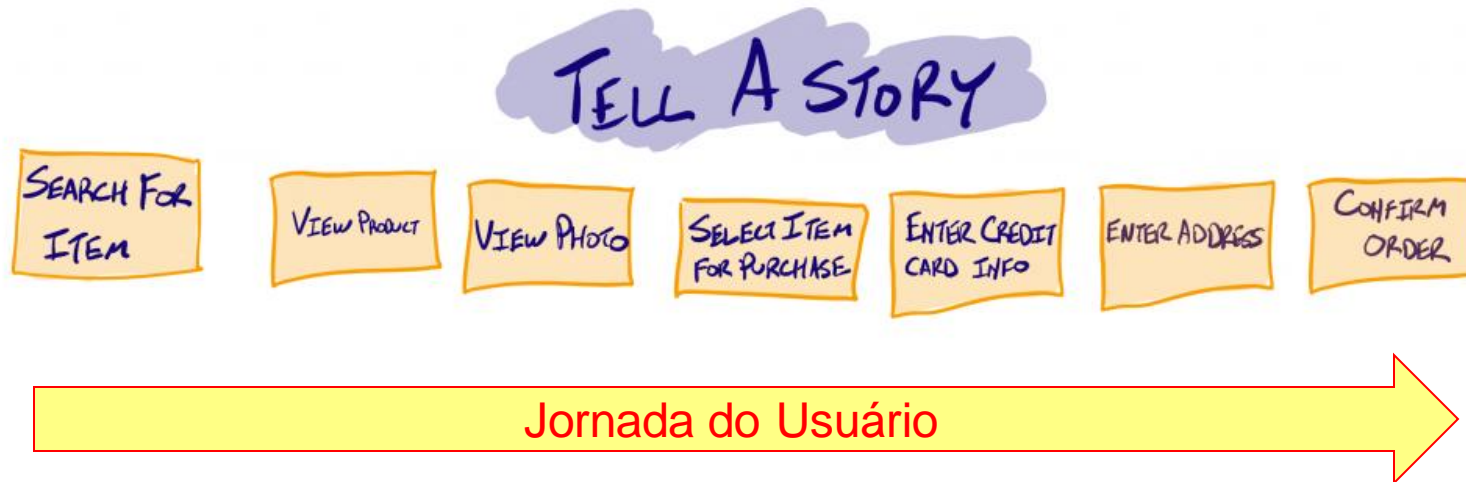 TELL A STORY
SEARCH FOR
ITEM
VIEW PRODUCT
VIEW PHOTO
SELECT ITEM
FOR PURCHASE
ENTER CREDIT
CARD INFO
ENTER ADDRESS
CONFIRM
ORDER
Jornada do Usuário